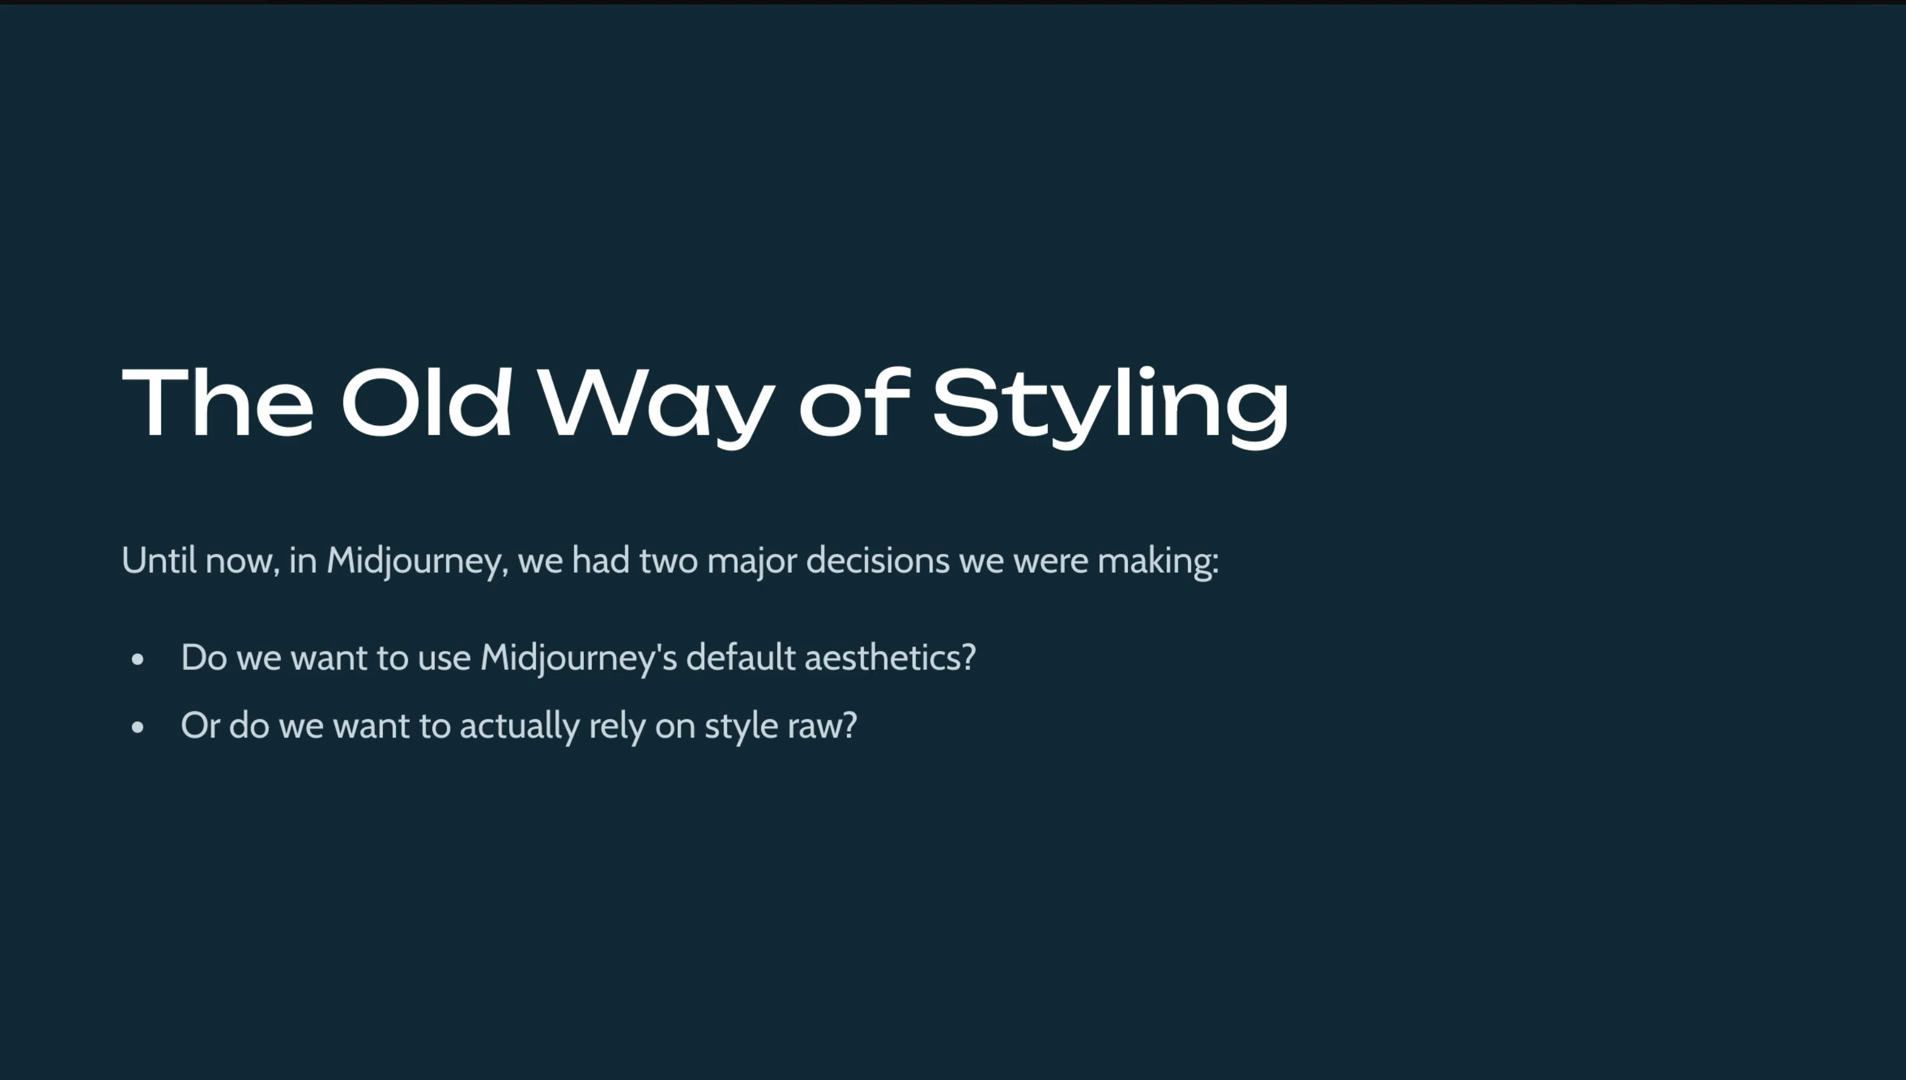 The Old Way of Styling
Until now, in Midjourney, we had two major decisions we were making:
• Do we want to use Midjourney's default aesthetics?
• Or do we want to actually rely on style raw?